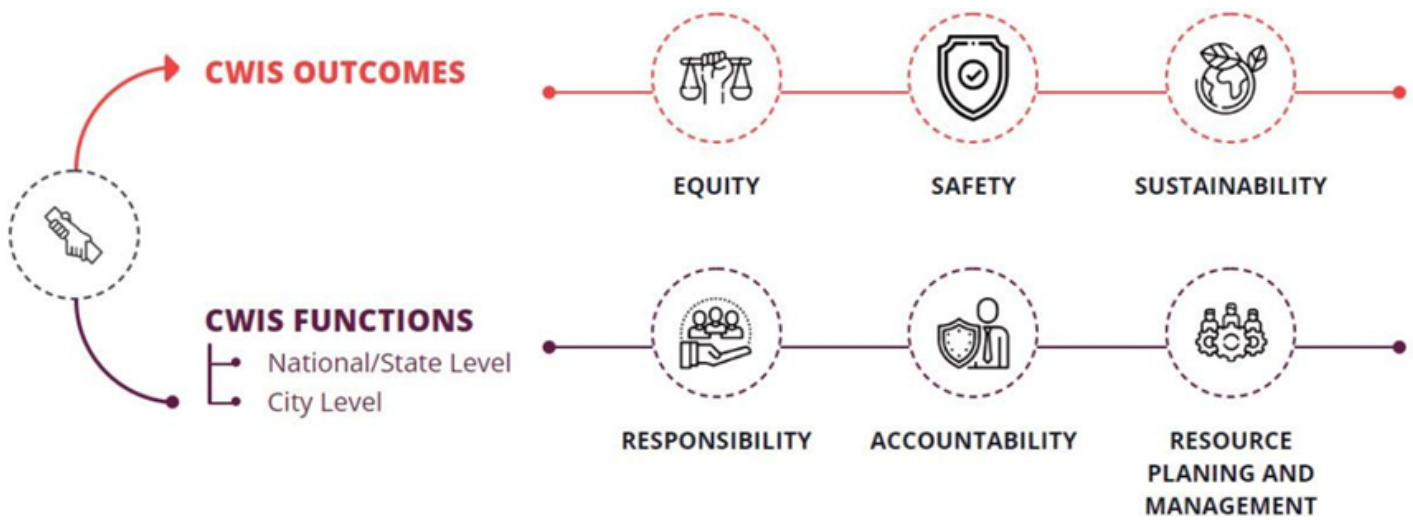 CWIS OUTCOMES
EQUITY
SAFETY
SUSTAINABILITY
CWIS FUNCTIONS
National/State Level
City Level
RESPONSIBILITY
ACCOUNTABILITY
RESOURCE
PLANING AND
MANAGEMENT